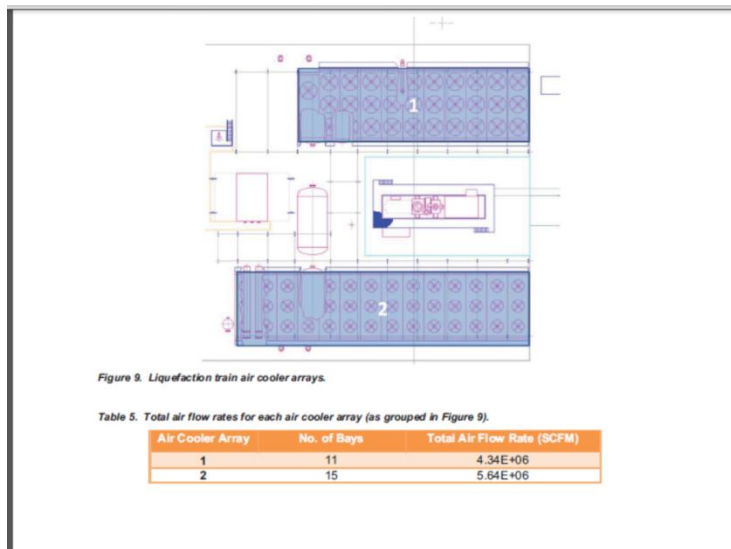 1
2
Figure 9. Liquefaction train air cooler arrays.
Table 5. Total air flow rates for each air cooler array (as grouped in Figure 9).
Air Cooler Array No. of Bays Total Air Flow Rate (SCFM)
1 11 4.34E+06
2 15 5.64E+06